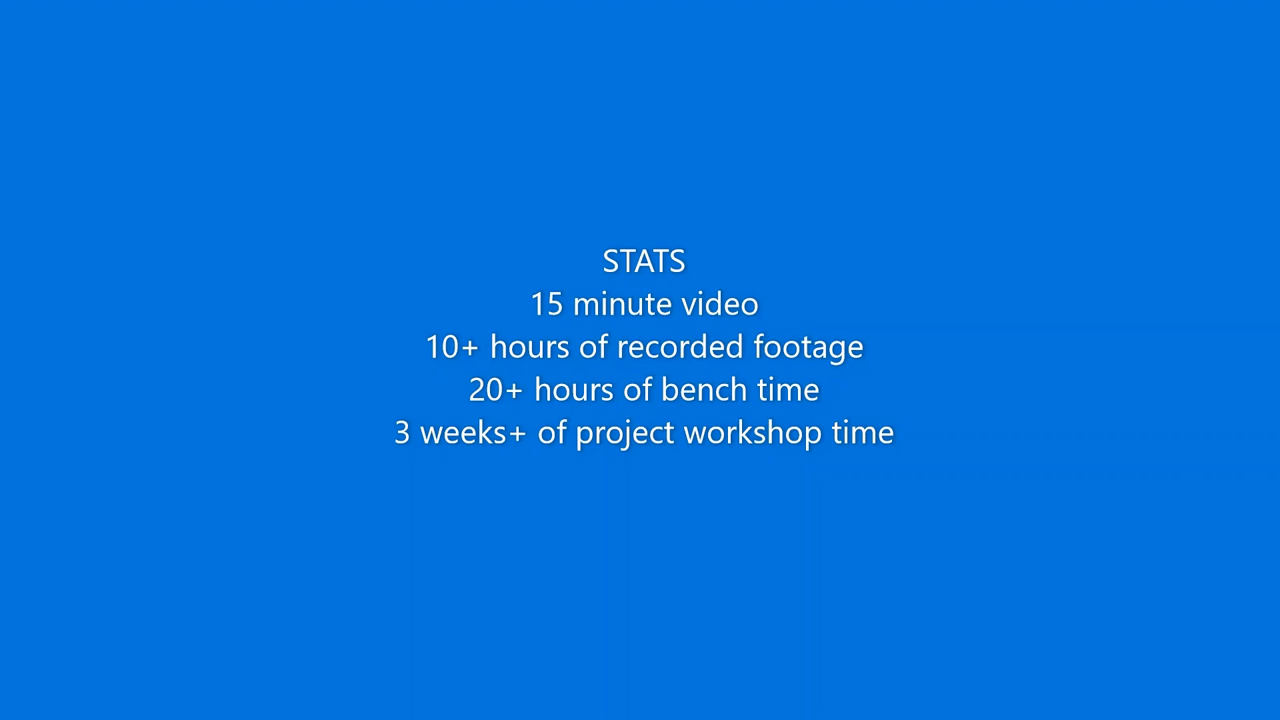 STATS
15 minute video
10+ hours of recorded footage
20+ hours of bench time
3 weeks+ of project workshop time